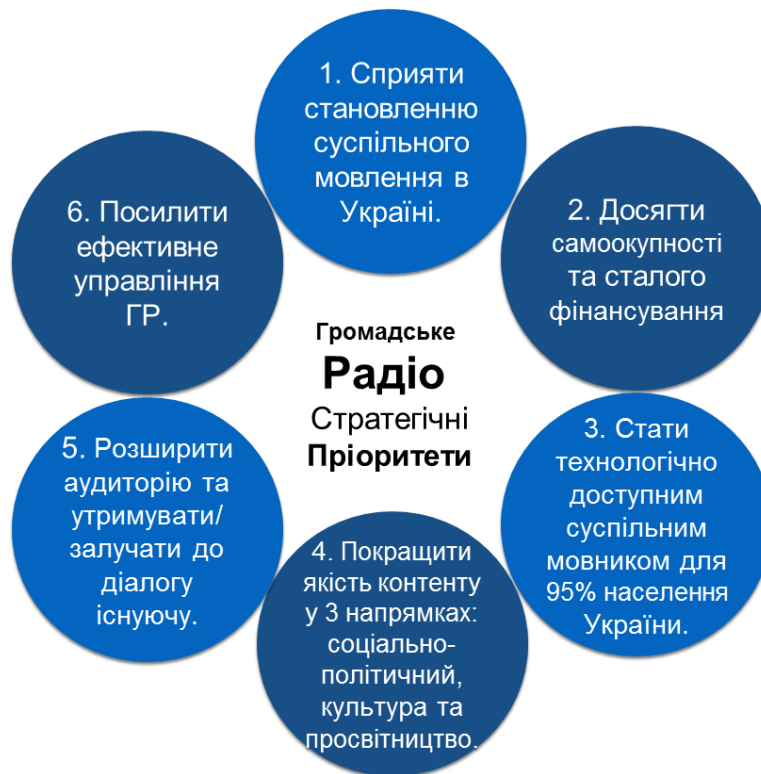 1. Сприяти
становленню
суспільного
мовлення в
Україні.
2. Досягти
самоокупності
та сталого
фінансування
3. Стати
технологічно
доступним
суспільним
мовником для
95% населення
України.
4. Покращити
якість контенту
у 3 напрямках:
соціально-
політичний,
культура та
просвітництво.
5. Розширити
аудиторію та
утримувати/
залучати до
діалогу
існуючу.
6. Посилити
ефективне
управління
ГР.
Громадське
Радіо
Стратегічні
Пріоритети